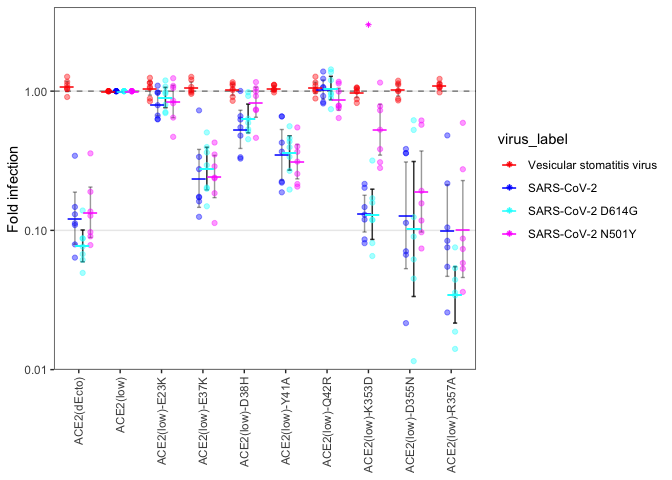 Fold infection
1.00
0.10
0.01
*
ACE2(dEcto)
ACE2(low)
ACE2(low)-E23K
ACE2(low)-E37K
ACE2(low)-D38H
ACE2(low)-Y41A
ACE2(low)-Q42R
ACE2(low)-K353D
ACE2(low)-D355N
ACE2(low)-R357A
virus_label
Vesicular stomatitis virus
SARS-CoV-2
SARS-CoV-2 D614G
SARS-CoV-2 N501Y